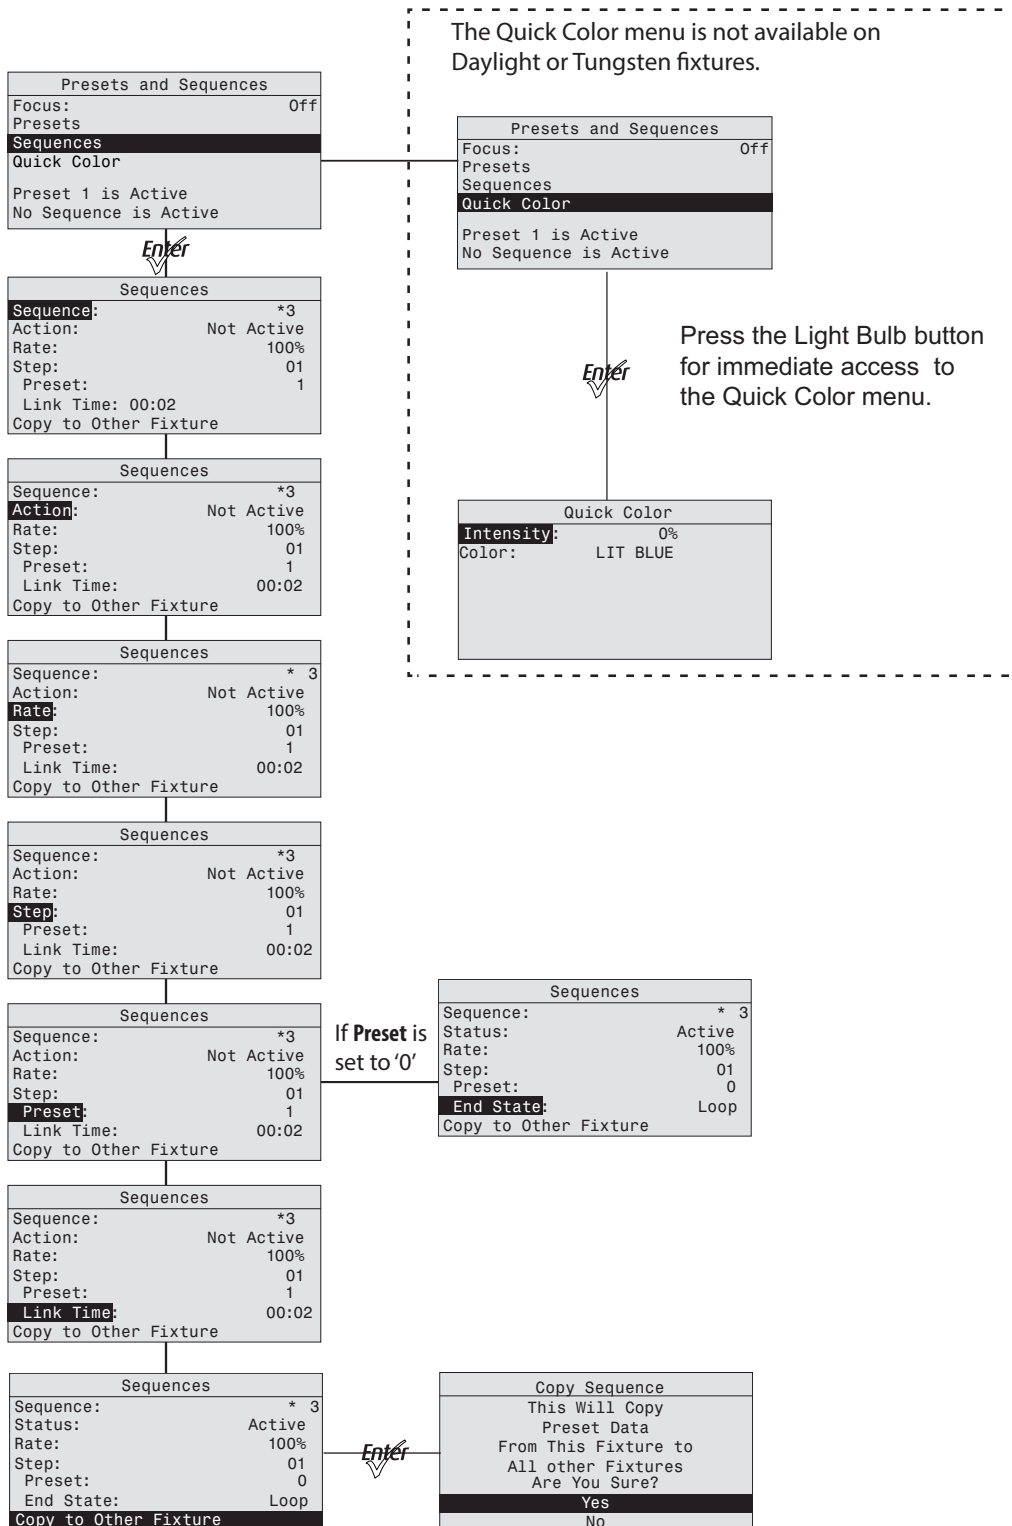 The Quick Color menu is not available on
Daylight or Tungsten fixtures.
Presets and Sequences
Focus: Off
Presets
Sequences
Quick Color
Preset 1 is Active
No Sequence is Active
Presets and Sequences
Focus: Off
Presets
Sequences
Quick Color
Preset 1 is Active
No Sequence is Active
Enter
Sequences
Sequence: *3
Action: Not Active
Rate: 100%
Step: 01
Preset: 1
Link Time: 00:02
Copy to Other Fixture
Enter
Press the Light Bulb button
for immediate access to
the Quick Color menu.
Sequences
Sequence: *3
Action: Not Active
Rate: 100%
Step: 01
Preset: 1
Link Time: 00:02
Copy to Other Fixture
Quick Color
Intensity: 0%
Color: LIT BLUE
Sequences
Sequence: * 3
Action: Not Active
Rate: 100%
Step: 01
Preset: 1
Link Time: 00:02
Copy to Other Fixture
Sequences
Sequence: *3
Action: Not Active
Rate: 100%
Step: 01
Preset: 1
Link Time: 00:02
Copy to Other Fixture
Sequences
Sequence: *3
Action: Not Active
Rate: 100%
Step: 01
Preset: 1
Link Time: 00:02
Copy to Other Fixture
If Preset is
set to ‘0’
Sequences
Sequence: * 3
Status: Active
Rate: 100%
Step: 01
Preset: 0
End State: Loop
Copy to Other Fixture
Sequences
Sequence: *3
Action: Not Active
Rate: 100%
Step: 01
Preset: 1
Link Time: 00:02
Copy to Other Fixture
Sequences
Sequence: * 3
Status: Active
Rate: 100%
Step: 01
Preset: 0
End State: Loop
Copy to Other Fixture
Enter
Copy Sequence
This Will Copy
Preset Data
From This Fixture to
All other Fixtures
Are You Sure?
Yes
No